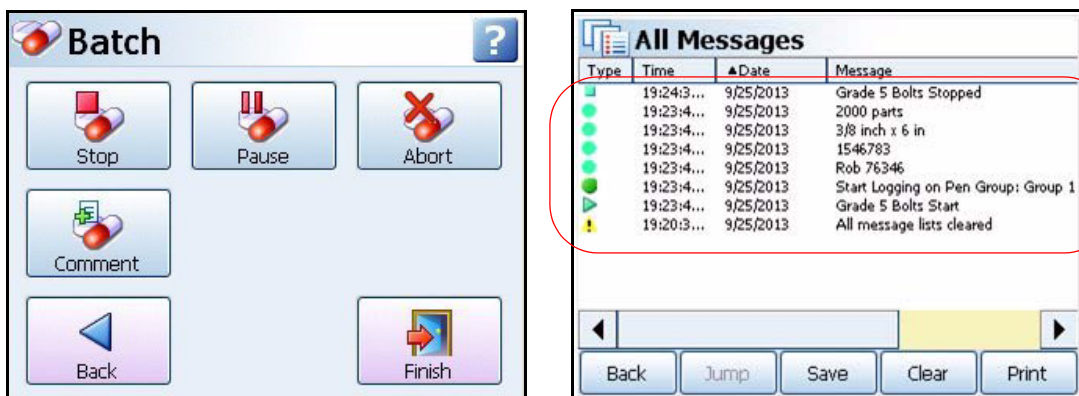 Batch
?
Stop Pause Abort
Comment
Back Finish
All Messages
Type Time ▲Date Message
19:24:3... 9/25/2013 Grade 5 Bolts Stopped
19:23:4... 9/25/2013 2000 parts
19:23:4... 9/25/2013 3/8 inch x 6 in
19:23:4... 9/25/2013 1546783
19:23:4... 9/25/2013 Rob 76346
19:23:4... 9/25/2013 Start Logging on Pen Group: Group 1
19:23:4... 9/25/2013 Grade 5 Bolts Start
19:20:3... 9/25/2013 All message lists cleared
Back Jump Save Clear Print